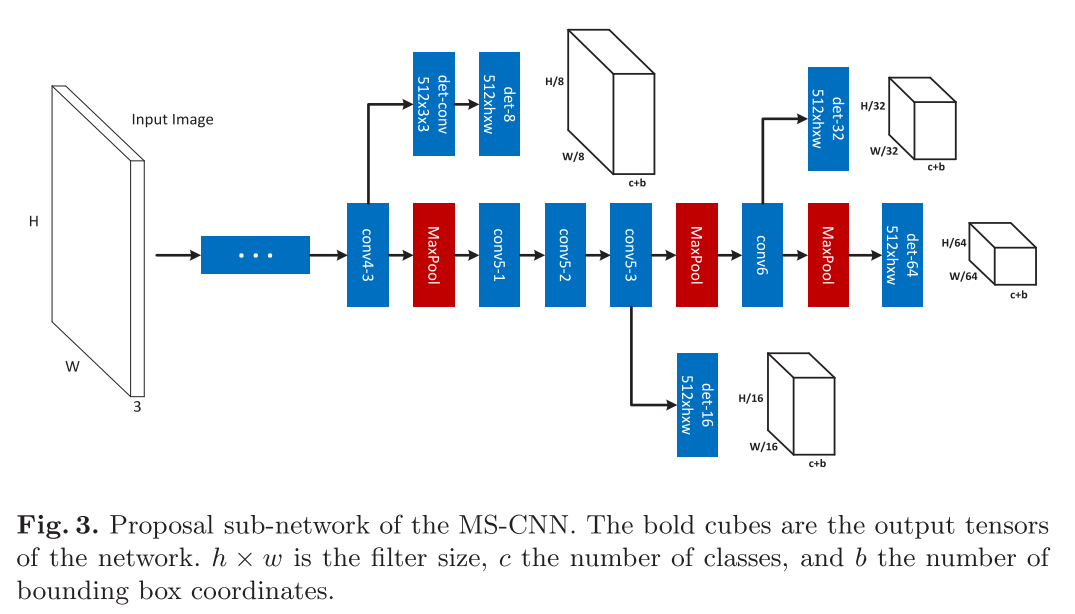 Input Image
H
W
3
...
conv4-3
MaxPool
conv5-1
conv5-2
conv5-3
MaxPool
conv6
MaxPool
det-64
512xhxw
det-conv
512x3x3
det-8
512xhxw
H/8
W/8
c+b
det-32
512xhxw
H/32
W/32
c+b
H/64
W/64
c+b
det-16
512xhxw
H/16
W/16
c+b
Fig. 3. Proposal sub-network of the MS-CNN. The bold cubes are the output tensors
of the network. h × w is the filter size, c the number of classes, and b the number of
bounding box coordinates.